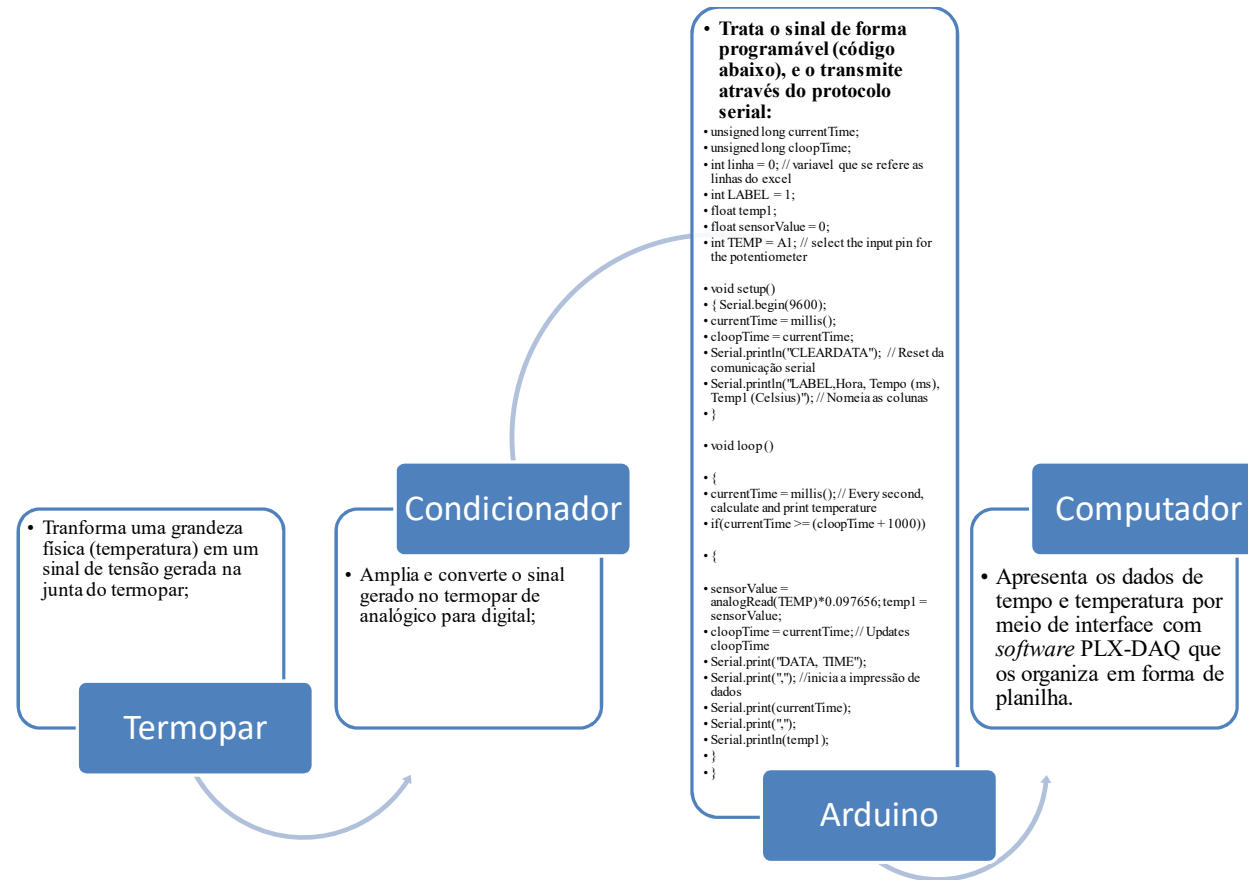 • Tranforma uma grandeza
física (temperatura) em um
sinal de tensão gerada na
junta do termopar;
Termopar
Condicionador
• Amplia e converte o sinal
gerado no termopar de
analógico para digital;
• Trata o sinal de forma
programável (código
abaixo), e o transmite
através do protocolo
serial:
• unsigned long currentTime;
• unsigned long cloopTime;
• int linha = 0; // variavel que se refere as
linhas do excel
• int LABEL = 1;
• float temp1;
• float sensorValue = 0;
• int TEMP = A1; // select the input pin for
the potentiometer
• void setup()
• { Serial.begin(9600);
• currentTime = millis();
• cloopTime = currentTime;
• Serial.println("CLEARDATA"); // Reset da
comunicação serial
• Serial.println("LABEL,Hora, Tempo (ms),
Temp1 (Celsius)"); // Nomeia as colunas
• }
• void loop ()
• {
• currentTime = millis(); // Every second,
calculate and print temperature
• if(currentTime >= (cloopTime + 1000))
• {
• sensorValue =
analogRead(TEMP)*0.097656; temp1 =
sensorValue;
• cloopTime = currentTime; // Updates
cloopTime
• Serial.print("DATA, TIME");
• Serial.print(","); //inicia a impressão de
dados
• Serial.print(currentTime);
• Serial.print(",");
• Serial.println(temp1);
• }
• }
Arduino
Computador
• Apresenta os dados de
tempo e temperatura por
meio de interface com
software PLX-DAQ que
os organiza em forma de
planilha.